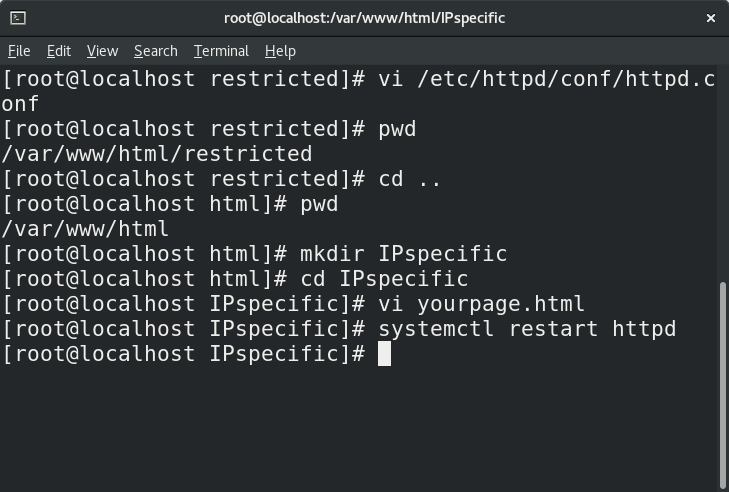 root@localhost:/var/www/html/IPspecific
File Edit View Search Terminal Help
[root@localhost restricted]# vi /etc/httpd/conf/httpd.c
onf
[root@localhost restricted]# pwd
/var/www/html/restricted
[root@localhost restricted]# cd ..
[root@localhost html]# pwd
/var/www/html
[root@localhost html]# mkdir IPspecific
[root@localhost html]# cd IPspecific
[root@localhost IPspecific]# vi yourpage.html
[root@localhost IPspecific]# systemctl restart httpd
[root@localhost IPspecific]#